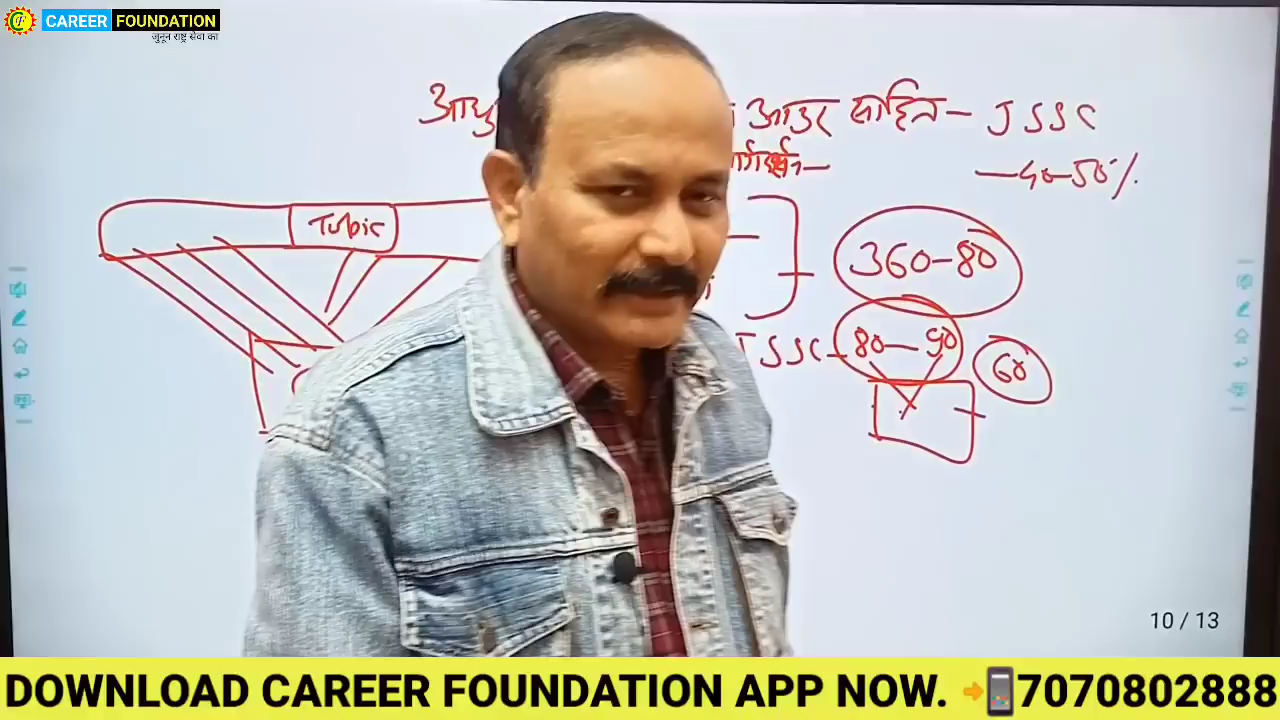 CAREER FOUNDATION
जुनून राष्ट्र सेवा का
आउर साहित्य - JSSC
- 40-50%
Topic
360-80
JSSC - 80-90
60
10 / 13
DOWNLOAD CAREER FOUNDATION APP NOW. 7070802888